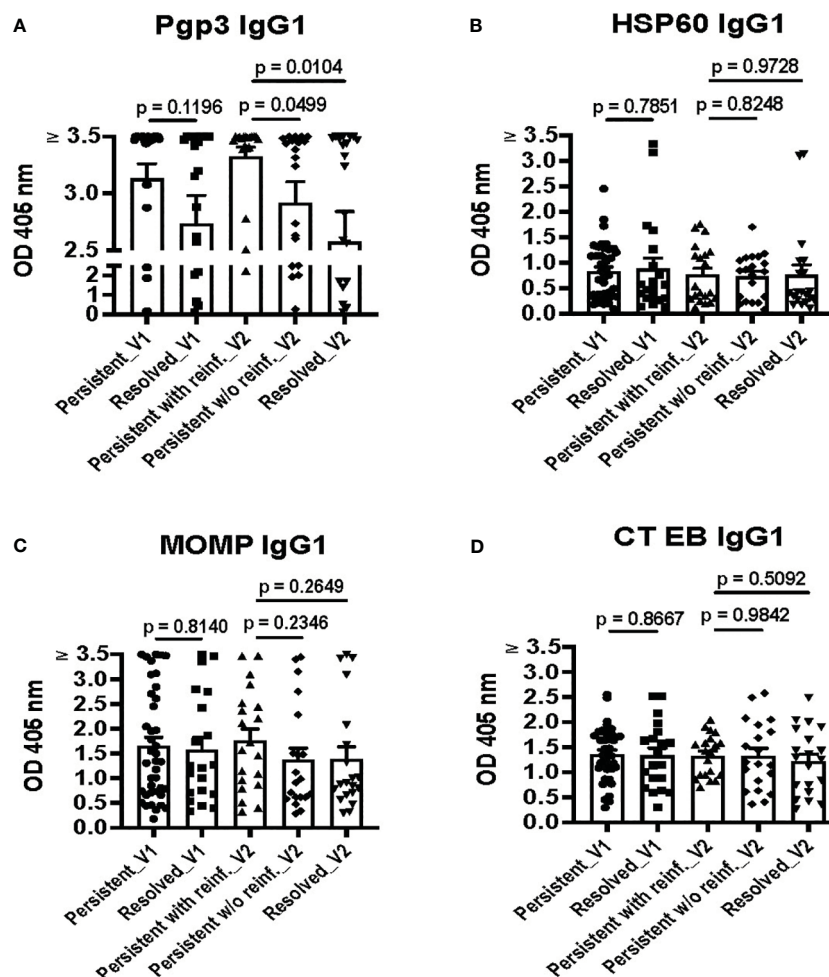 A
Pgp3 IgG1
p = 0.0104
p = 0.1196
p = 0.0499
≥
3.5
3.0
2.5
2
1
0
OD 405 nm
Persistent_V1
Resolved_V1
Persistent with reinf._V2
Persistent w/o reinf._V2
Resolved_V2
B
HSP60 IgG1
p = 0.9728
p = 0.7851
p = 0.8248
≥
3.5
3.0
2.5
2.0
1.5
1.0
0.5
0.0
OD 405 nm
Persistent_V1
Resolved_V1
Persistent with reinf._V2
Persistent w/o reinf._V2
Resolved_V2
C
MOMP IgG1
p = 0.2649
p = 0.8140
p = 0.2346
≥
3.5
3.0
2.5
2.0
1.5
1.0
0.5
0.0
OD 405 nm
Persistent_V1
Resolved_V1
Persistent with reinf._V2
Persistent w/o reinf._V2
Resolved_V2
D
CT EB IgG1
p = 0.5092
p = 0.8667
p = 0.9842
≥
3.5
3.0
2.5
2.0
1.5
1.0
0.5
0.0
OD 405 nm
Persistent_V1
Resolved_V1
Persistent with reinf._V2
Persistent w/o reinf._V2
Resolved_V2